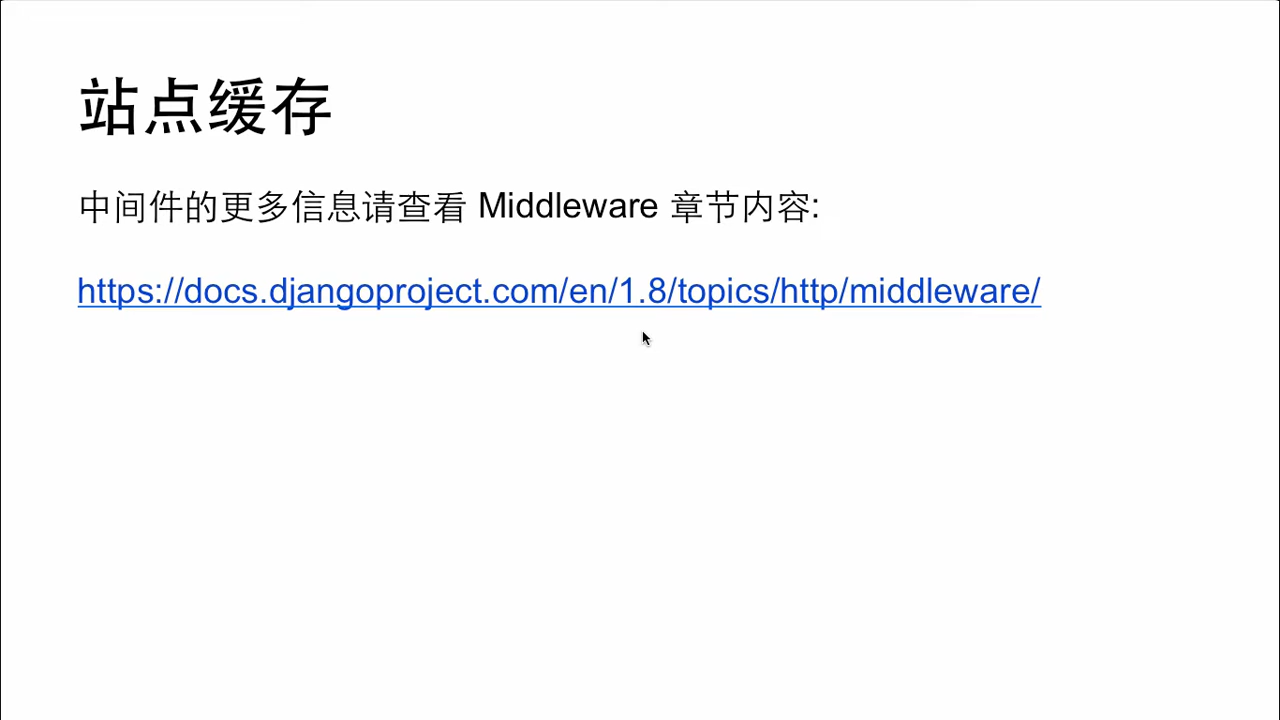 站点缓存
中间件的更多信息请查看 Middleware 章节内容:
https://docs.djangoproject.com/en/1.8/topics/http/middleware/